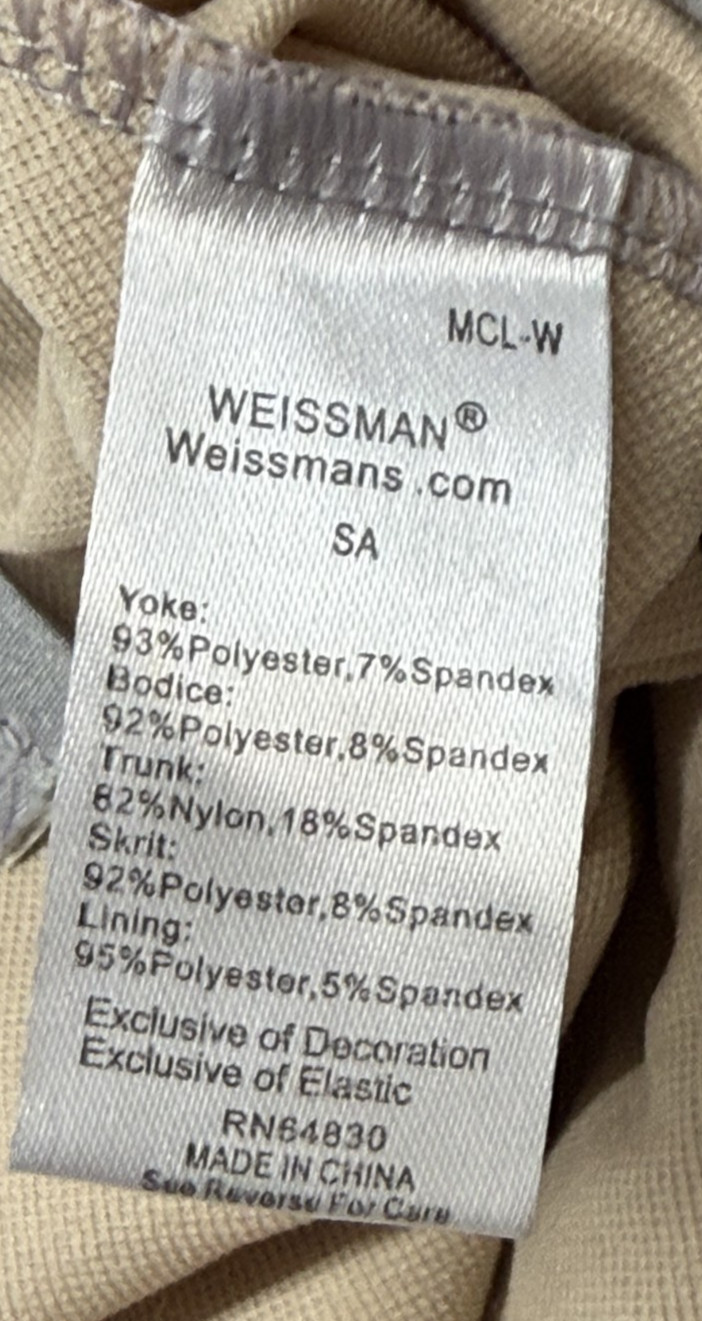 MCL-W
WEISSMAN®
Weissmans.com
SA
Yoke:
93%Polyester,7%Spandex
Bodice:
92%Polyester,8%Spandex
Trunk:
82%Nylon,18%Spandex
Skrit:
92%Polyester,8%Spandex
Lining:
95%Polyester,5%Spandex
Exclusive of Decoration
Exclusive of Elastic
RN64830
MADE IN CHINA
See Reverse For Care